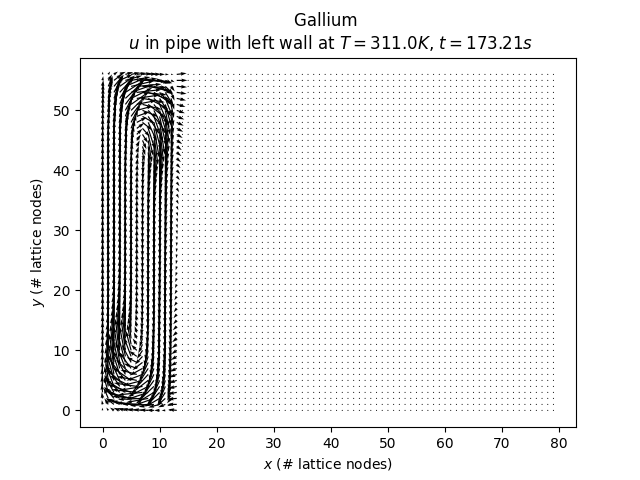 Gallium
u in pipe with left wall at T = 311.0K, t = 173.21s
50
40
30
20
10
0
y (# lattice nodes)
0 10 20 30 40 50 60 70 80
x (# lattice nodes)